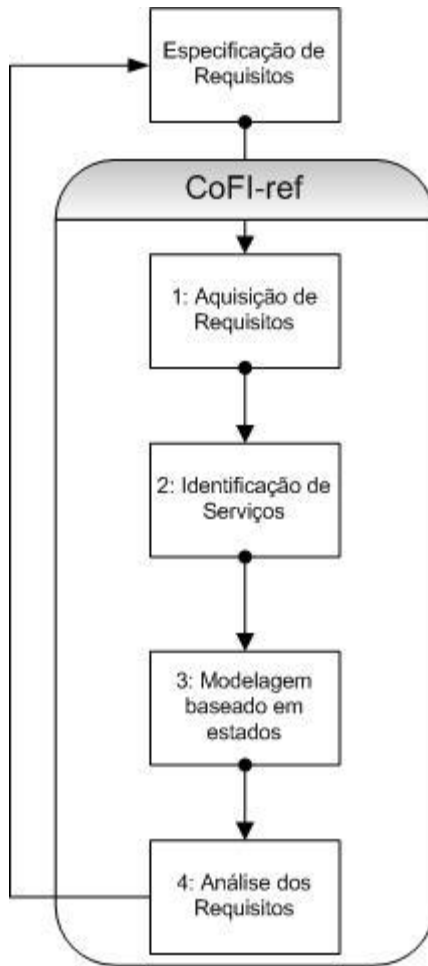 Especificação de
Requisitos
CoFI-ref
1: Aquisição de
Requisitos
2: Identificação de
Serviços
3: Modelagem
baseado em
estados
4: Análise dos
Requisitos